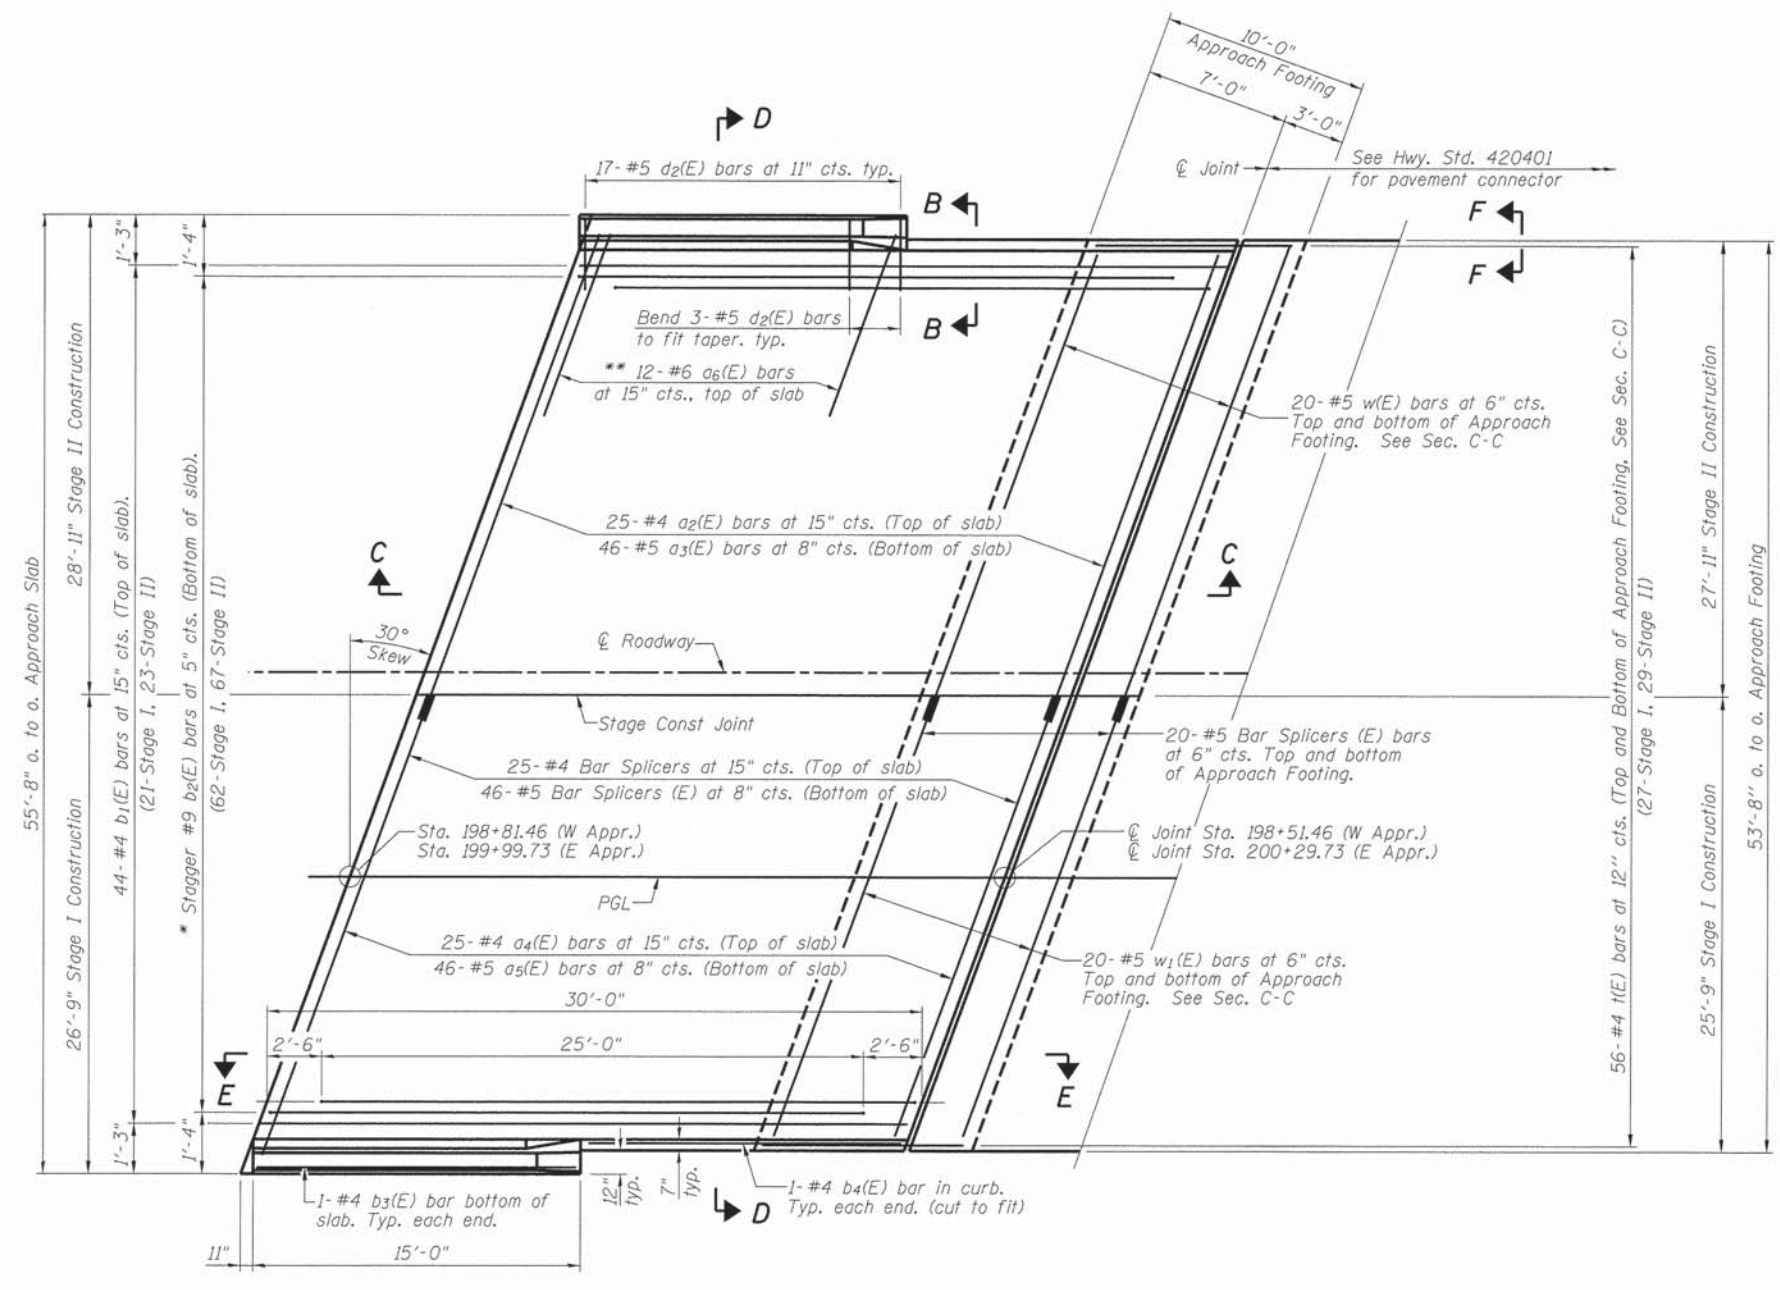 10'-0"
Approach Footing
7'-0"
3'-0"
D
17-#5 d2(E) bars at 11" cts. typ.
℄ Joint
See Hwy. Std. 420401
for pavement connector
B
F
F
B
1'-3"
1'-4"
Bend 3-#5 d2(E) bars
to fit taper. typ.
** 12-#6 a6(E) bars
at 15" cts., top of slab
20-#5 w(E) bars at 6" cts.
Top and bottom of Approach
Footing. See Sec. C-C
55'-8" o. to o. Approach Slab
28'-11" Stage II Construction
26'-9" Stage I Construction
44-#4 b1(E) bars at 15" cts. (Top of slab).
(21-Stage I, 23-Stage II)
* Stagger #9 b2(E) bars at 5" cts. (Bottom of slab).
(62-Stage I, 67-Stage II)
25-#4 a2(E) bars at 15" cts. (Top of slab)
46-#5 a3(E) bars at 8" cts. (Bottom of slab)
C
C
30°
Skew
℄ Roadway
Stage Const Joint
20-#5 Bar Splicers (E) bars
at 6" cts. Top and bottom
of Approach Footing.
25-#4 Bar Splicers at 15" cts. (Top of slab)
46-#5 Bar Splicers (E) at 8" cts. (Bottom of slab)
Sta. 198+81.46 (W Appr.)
Sta. 199+99.73 (E Appr.)
℄ Joint Sta. 198+51.46 (W Appr.)
℄ Joint Sta. 200+29.73 (E Appr.)
PGL
25-#4 a4(E) bars at 15" cts. (Top of slab)
46-#5 a5(E) bars at 8" cts. (Bottom of slab)
20-#5 w1(E) bars at 6" cts.
Top and bottom of Approach
Footing. See Sec. C-C
56-#4 t(E) bars at 12" cts. (Top and Bottom of Approach Footing, See Sec. C-C)
(27-Stage I, 29-Stage II)
27'-11" Stage II Construction
25'-9" Stage I Construction
53'-8" o. to o. Approach Footing
30'-0"
2'-6"
25'-0"
2'-6"
E
E
1'-3"
1'-4"
1-#4 b3(E) bar bottom of
slab. Typ. each end.
12"
typ.
7"
typ.
D
1-#4 b4(E) bar in curb.
Typ. each end. (cut to fit)
11"
15'-0"